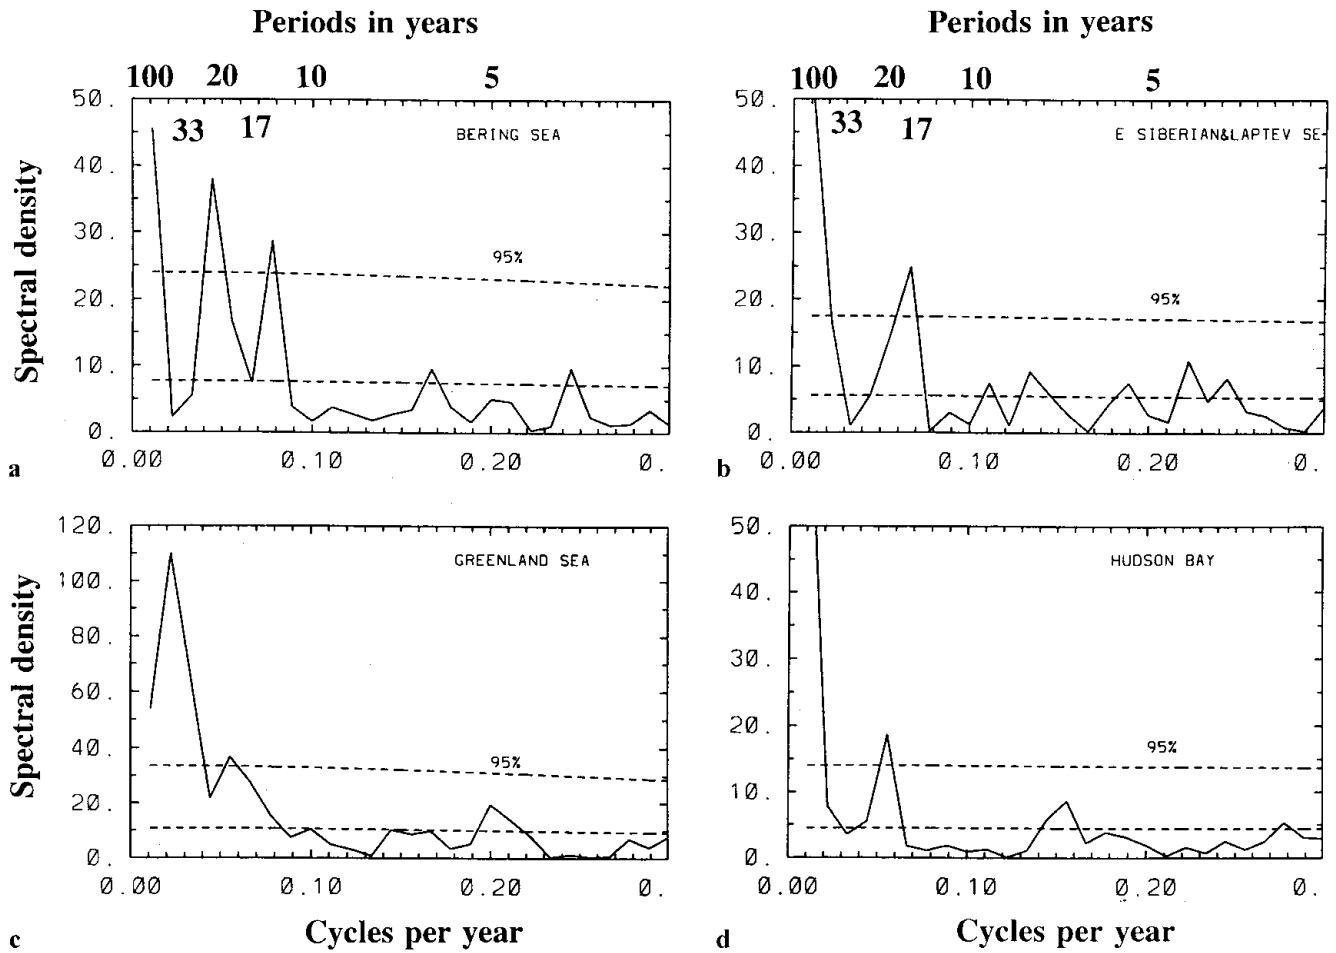 Periods in years
Periods in years
100 20 10 5
100 20 10 5
33 17
33 17
BERING SEA
E SIBERIAN&LAPTEV SE
Spectral density
50.
40.
30.
20.
10.
0.
95%
50.
40.
30.
20.
10.
0.
95%
0.00 0.10 0.20 0.
0.00 0.10 0.20 0.
a
b
GREENLAND SEA
HUDSON BAY
Spectral density
120.
100.
80.
60.
40.
20.
0.
95%
50.
40.
30.
20.
10.
0.
95%
0.00 0.10 0.20 0.
0.00 0.10 0.20 0.
Cycles per year
Cycles per year
c
d